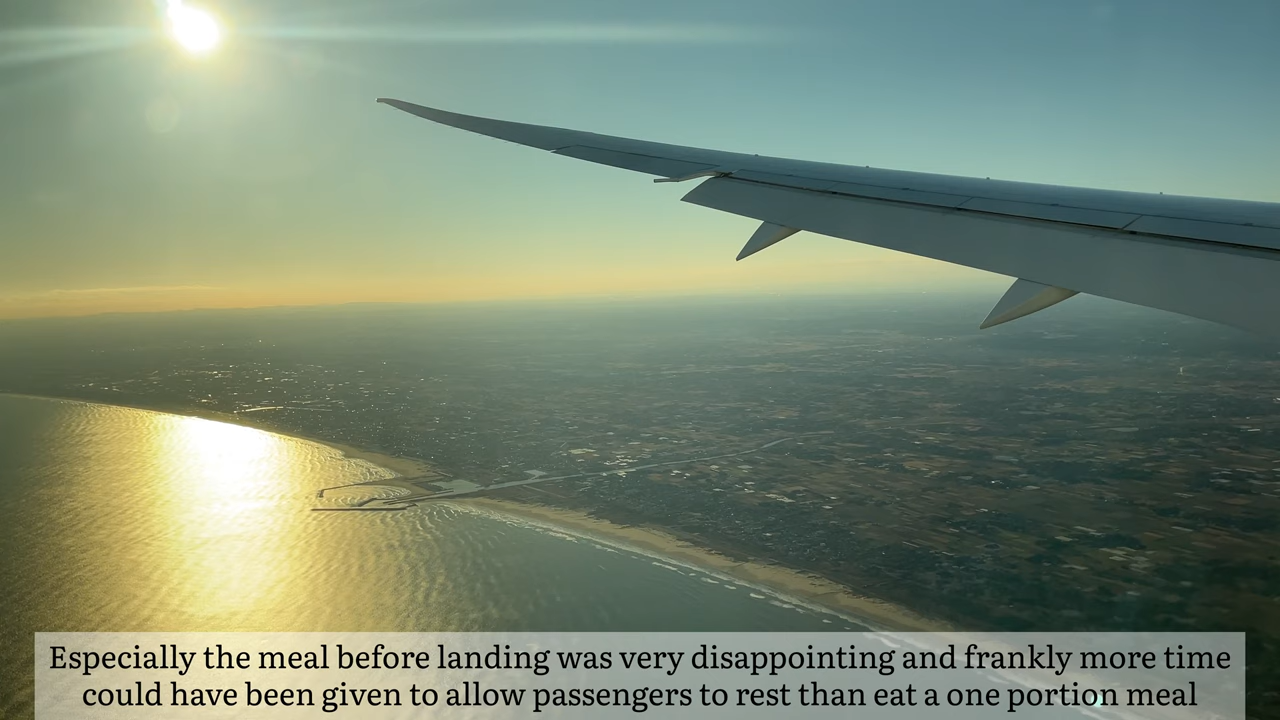 Especially the meal before landing was very disappointing and frankly more time
could have been given to allow passengers to rest than eat a one portion meal